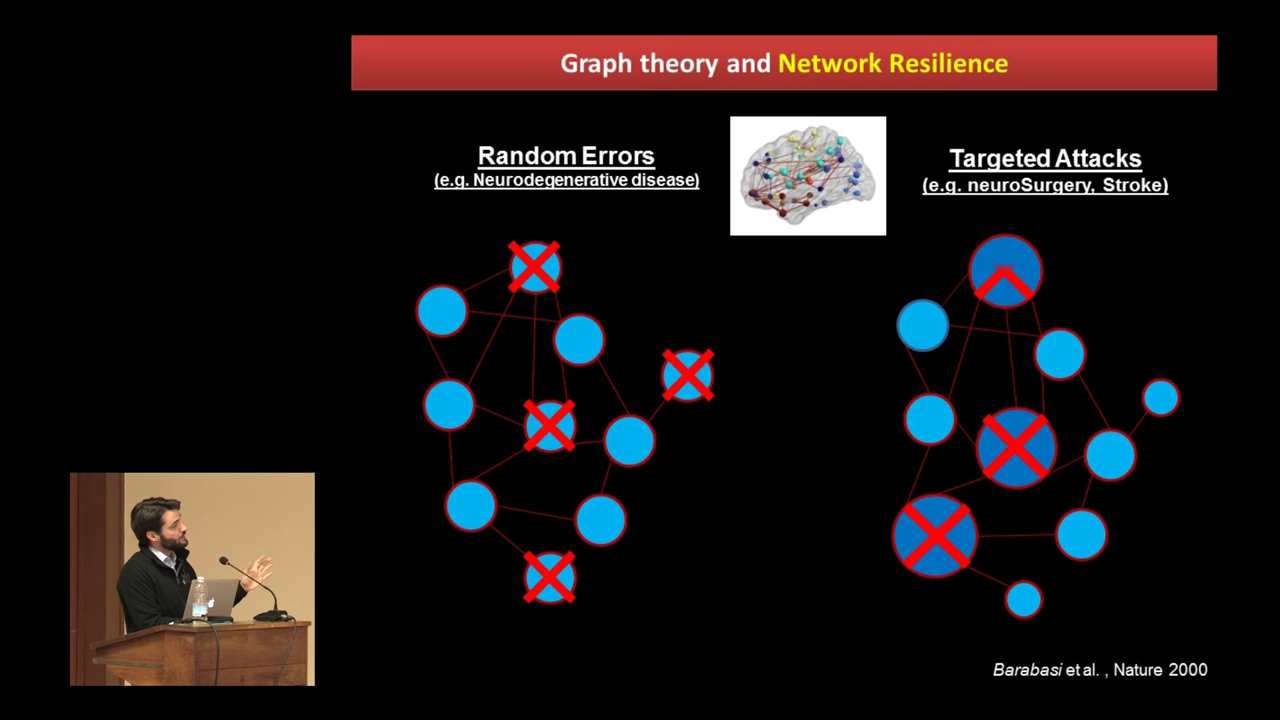 Graph theory and Network Resilience
Random Errors
(e.g. Neurodegenerative disease)
Targeted Attacks
(e.g. neuroSurgery, Stroke)
Barabasi et al. , Nature 2000